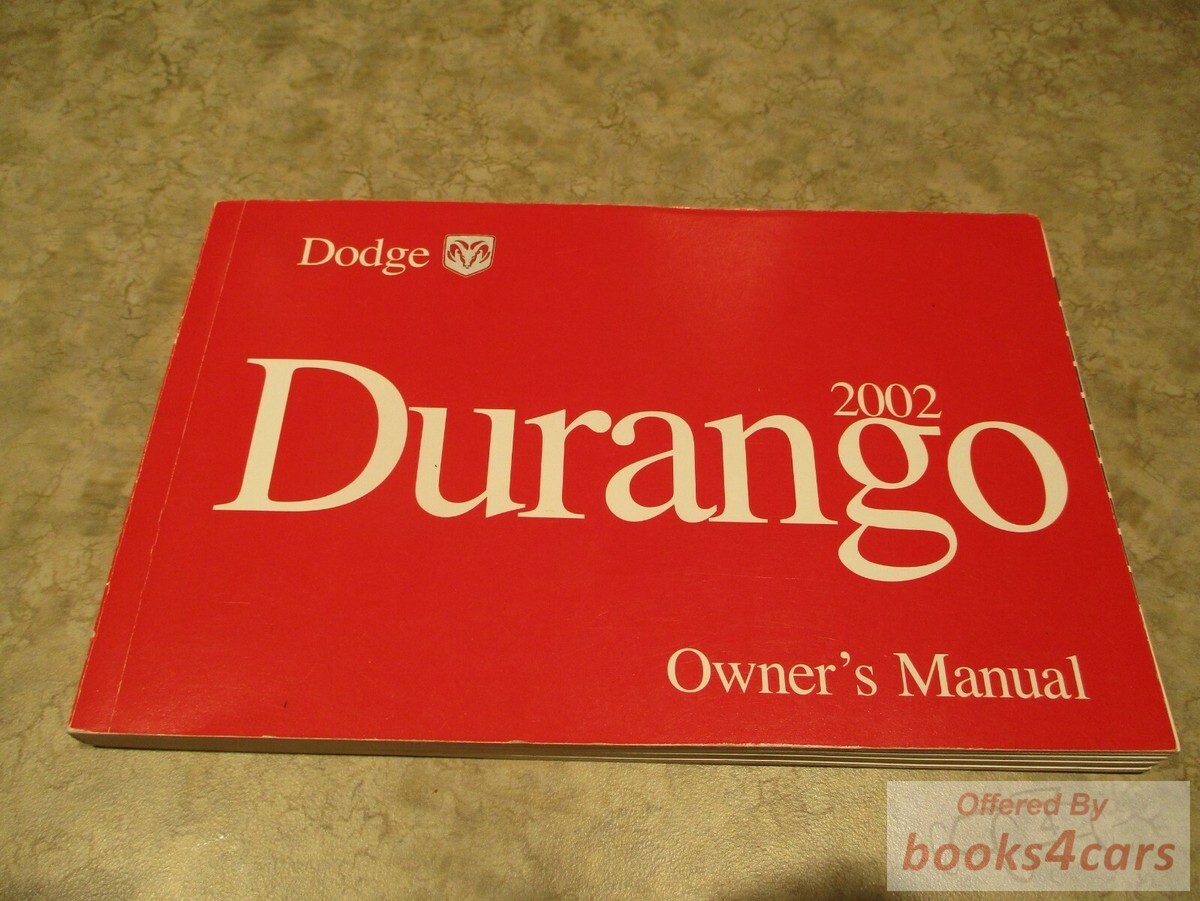 Dodge
2002
Durango
Owner's Manual
Offered By
books4cars